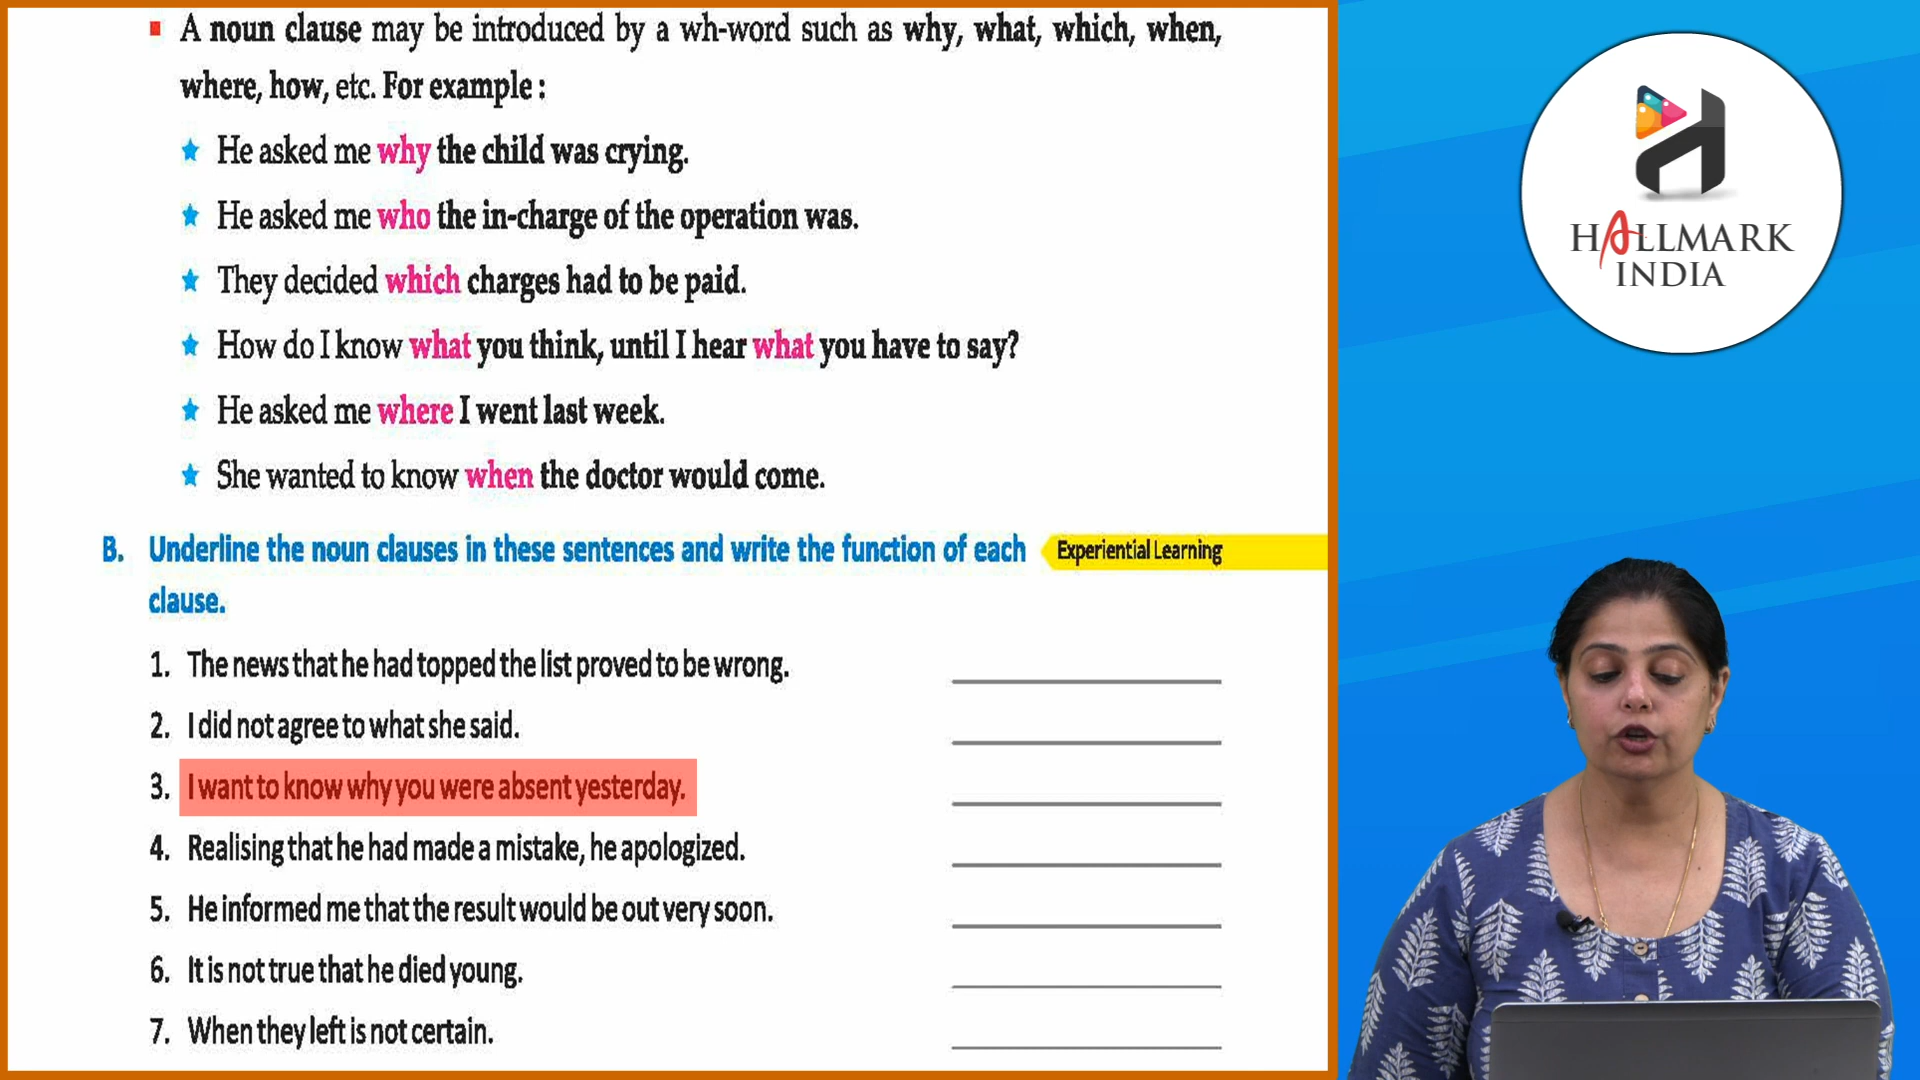 ▪ A noun clause may be introduced by a wh-word such as why, what, which, when,
where, how, etc. For example :
★ He asked me why the child was crying.
★ He asked me who the in-charge of the operation was.
★ They decided which charges had to be paid.
★ How do I know what you think, until I hear what you have to say?
★ He asked me where I went last week.
★ She wanted to know when the doctor would come.
B. Underline the noun clauses in these sentences and write the function of each
clause.
Experiential Learning
1. The news that he had topped the list proved to be wrong.
2. I did not agree to what she said.
3. I want to know why you were absent yesterday.
4. Realising that he had made a mistake, he apologized.
5. He informed me that the result would be out very soon.
6. It is not true that he died young.
7. When they left is not certain.
HALLMARK
INDIA